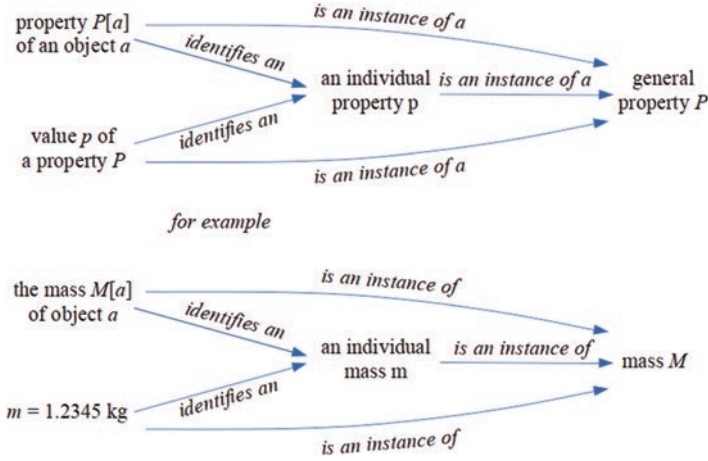 property P[a]
of an object a
is an instance of a
identifies an
an individual
property p
is an instance of a
general
property P
value p of
a property P
identifies an
is an instance of a
for example
the mass M[a]
of object a
is an instance of
identifies an
an individual
mass m
is an instance of
mass M
m = 1.2345 kg
identifies an
is an instance of